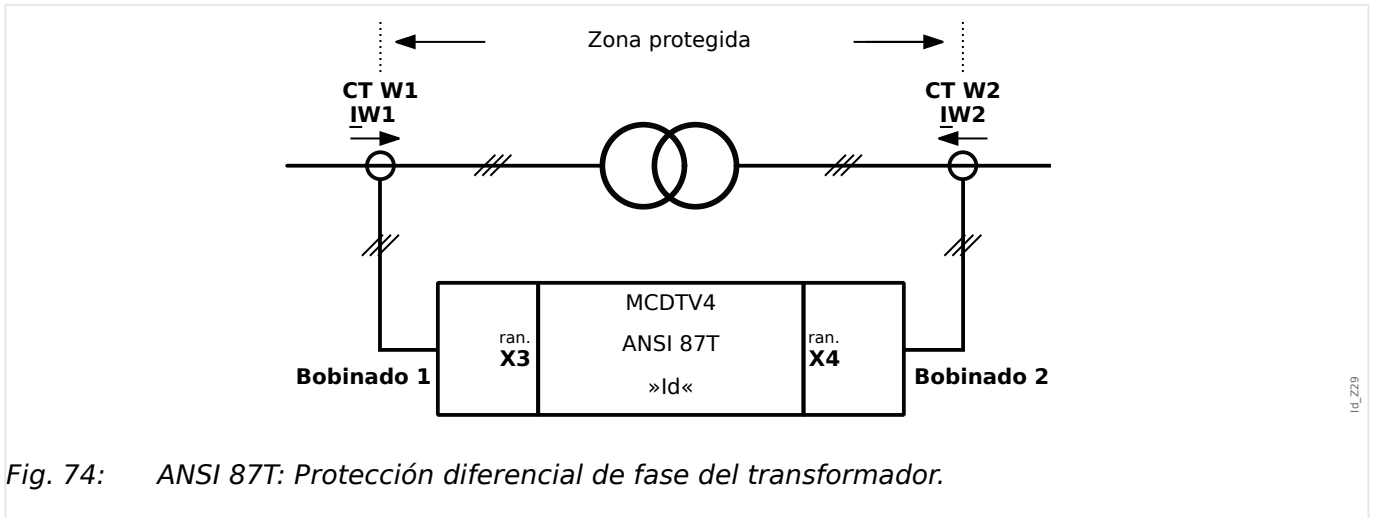 Zona protegida
CT W1
IW1
CT W2
IW2
MCDTV4
ANSI 87T
»Id«
ran.
X3
ran.
X4
Bobinado 1
Bobinado 2
Id_Z29
Fig. 74: ANSI 87T: Protección diferencial de fase del transformador.